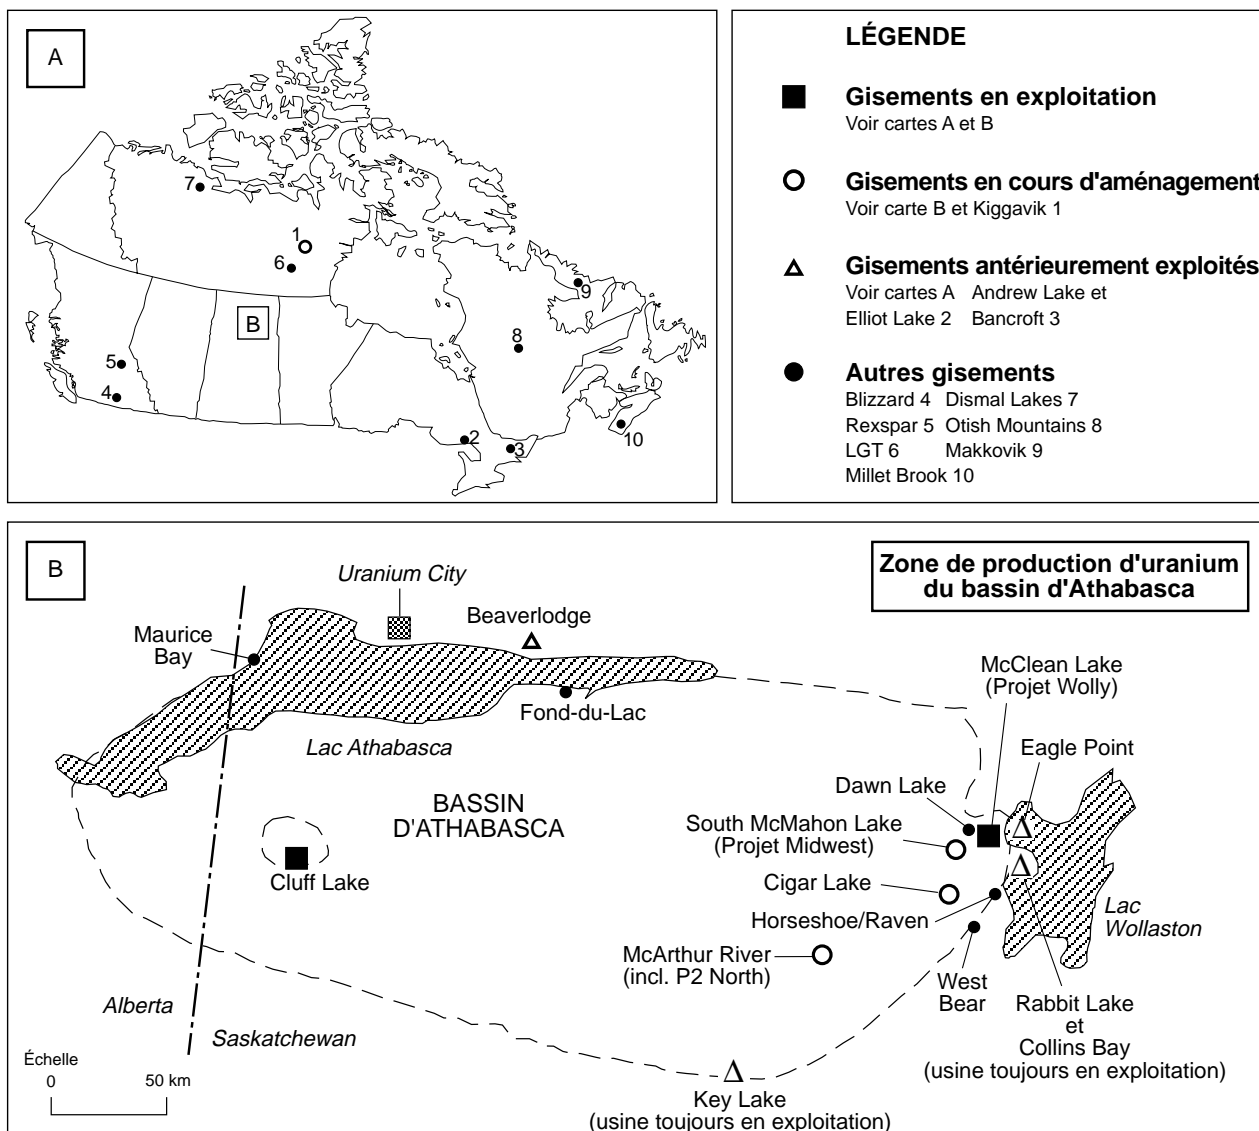 A
7
1
6
9
B
8
5
4
2
3
10
LÉGENDE
Gisements en exploitation
Voir cartes A et B
Gisements en cours d'aménagement
Voir carte B et Kiggavik 1
Gisements antérieurement exploités
Voir cartes A Andrew Lake et
Elliot Lake 2 Bancroft 3
Autres gisements
Blizzard 4 Dismal Lakes 7
Rexspar 5 Otish Mountains 8
LGT 6 Makkovik 9
Millet Brook 10
B
Zone de production d'uranium
du bassin d'Athabasca
Uranium City
Beaverlodge
Maurice
Bay
McClean Lake
(Projet Wolly)
Fond-du-Lac
Lac Athabasca
Eagle Point
Dawn Lake
BASSIN
D'ATHABASCA
South McMahon Lake
(Projet Midwest)
Cluff Lake
Cigar Lake
Horseshoe/Raven
Lac
Wollaston
McArthur River
(incl. P2 North)
West
Bear
Rabbit Lake
et
Collins Bay
(usine toujours en exploitation)
Alberta
Saskatchewan
Échelle
0 50 km
Key Lake
(usine toujours en exploitation)